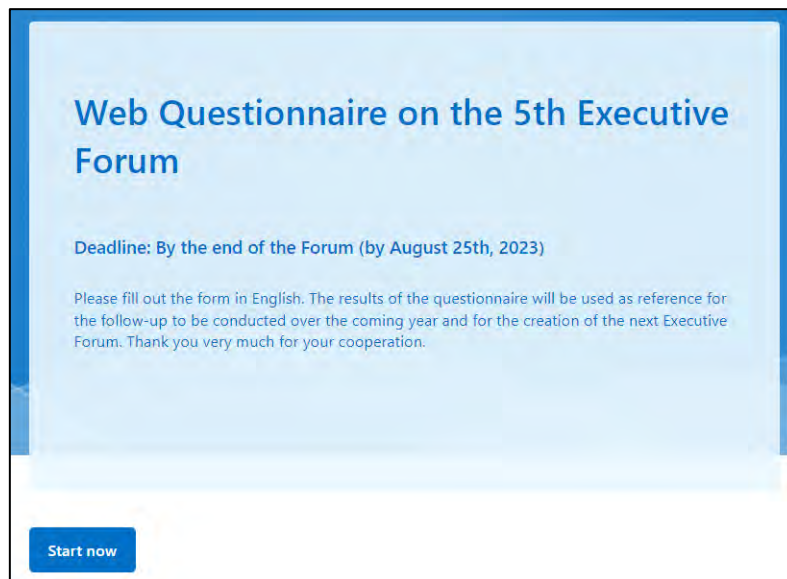 Web Questionnaire on the 5th Executive
Forum
Deadline: By the end of the Forum (by August 25th, 2023)
Please fill out the form in English. The results of the questionnaire will be used as reference for
the follow-up to be conducted over the coming year and for the creation of the next Executive
Forum. Thank you very much for your cooperation.
Start now